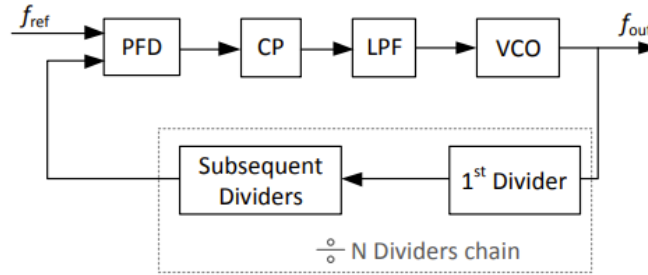 f_ref
f_out
PFD
CP
LPF
VCO
Subsequent
Dividers
1st Divider
÷ N Dividers chain